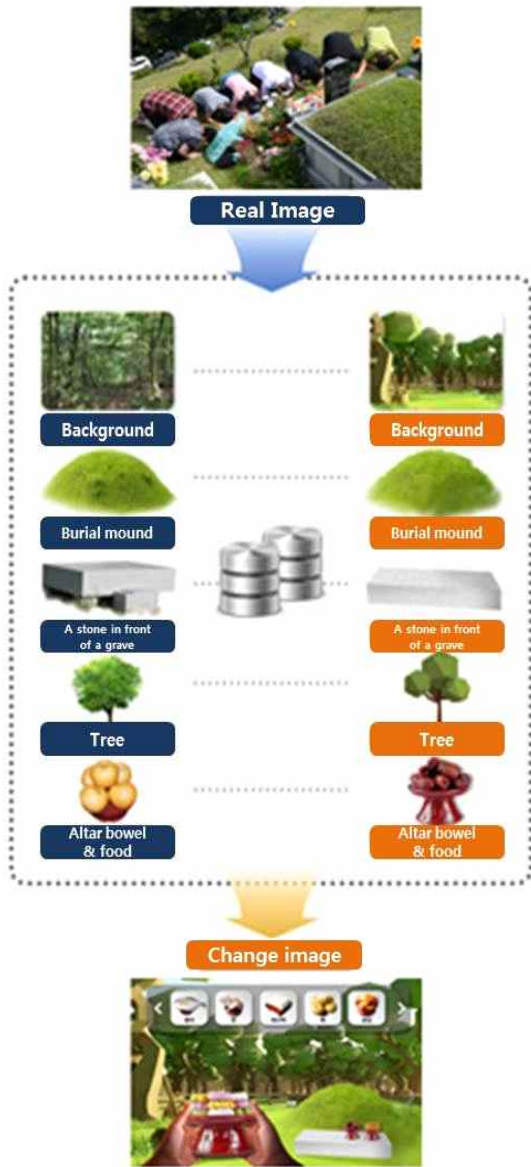 Real Image
Background
Background
Burial mound
Burial mound
A stone in front
of a grave
A stone in front
of a grave
Tree
Tree
Altar bowel
& food
Altar bowel
& food
Change image